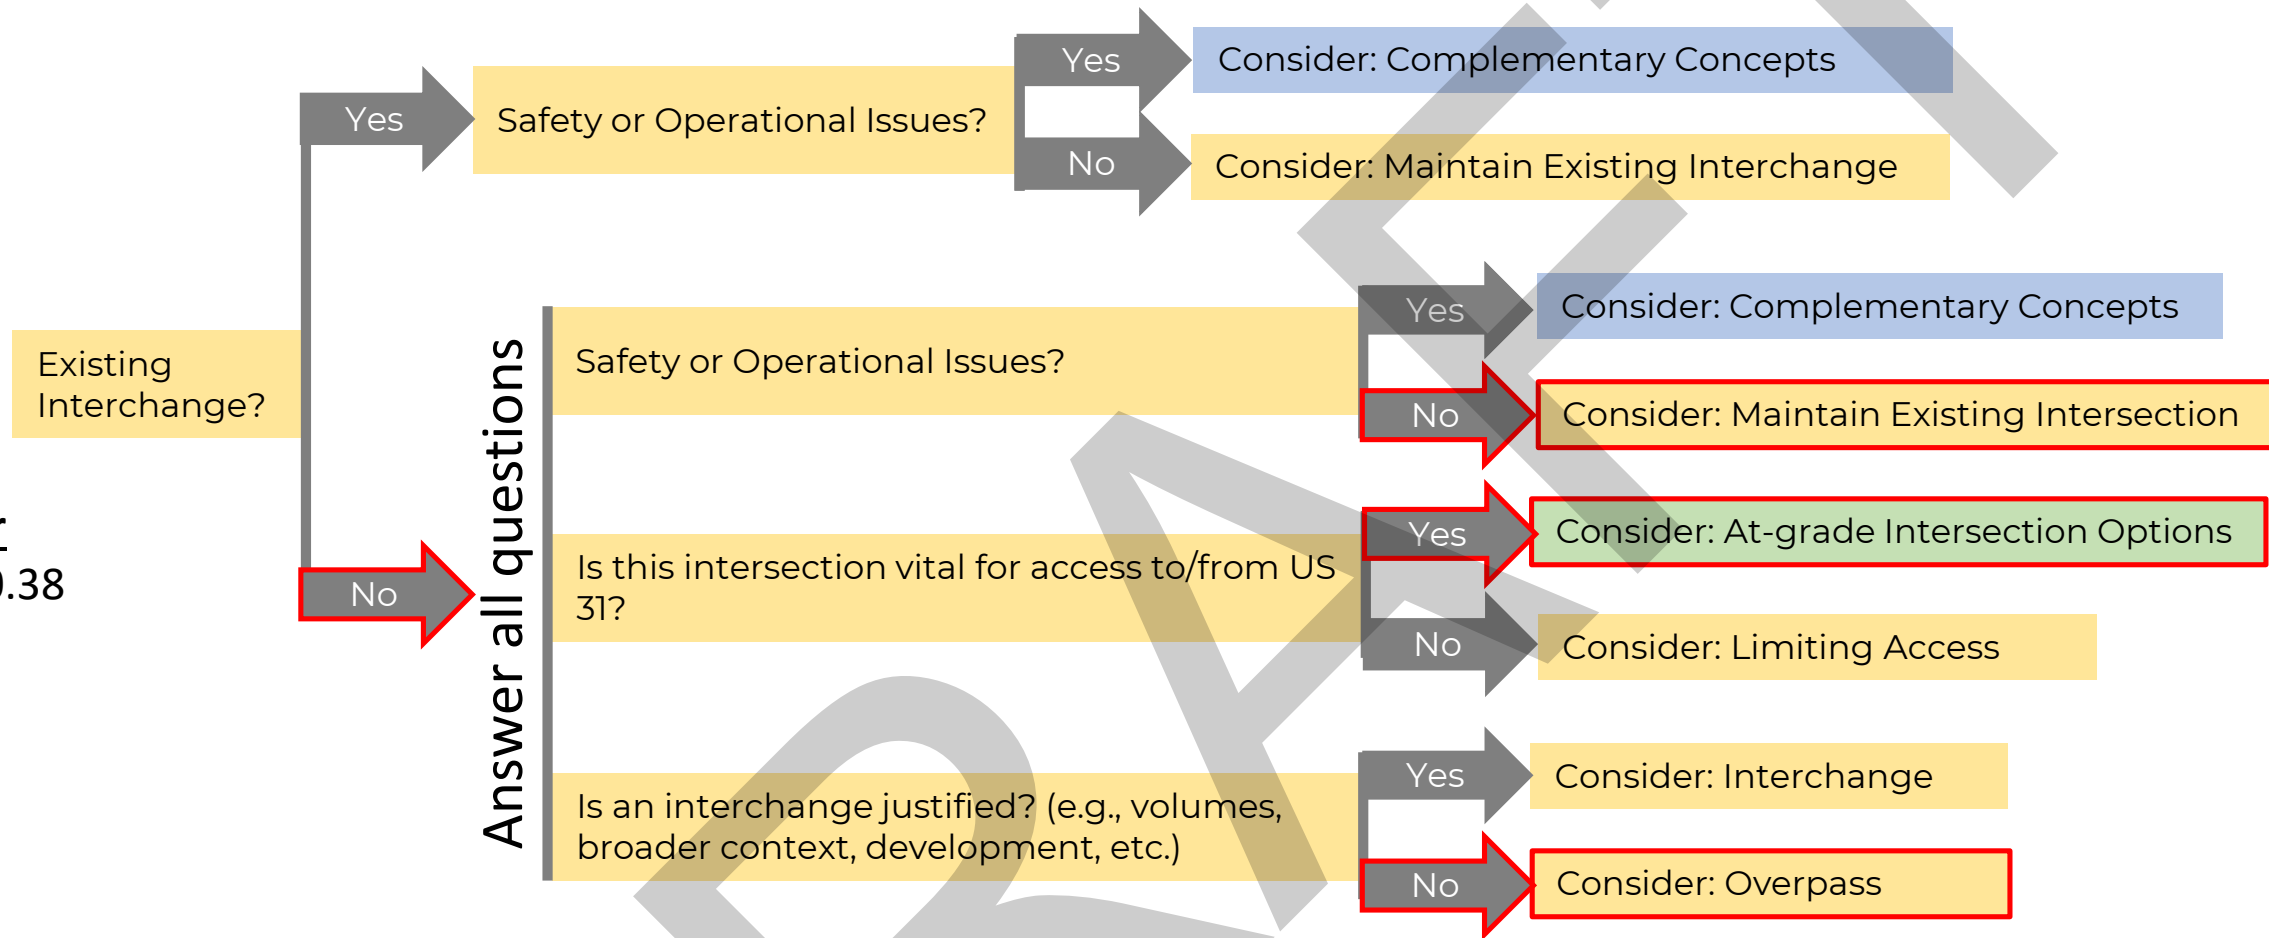 Yes
Consider: Complementary Concepts
Yes
Safety or Operational Issues?
No
Consider: Maintain Existing Interchange
Existing
Interchange?
Yes
Consider: Complementary Concepts
Safety or Operational Issues?
No
Consider: Maintain Existing Intersection
Answer all questions
Yes
Consider: At-grade Intersection Options
Is this intersection vital for access to/from US
31?
No
Consider: Limiting Access
.38
No
Yes
Consider: Interchange
Is an interchange justified? (e.g., volumes,
broader context, development, etc.)
No
Consider: Overpass